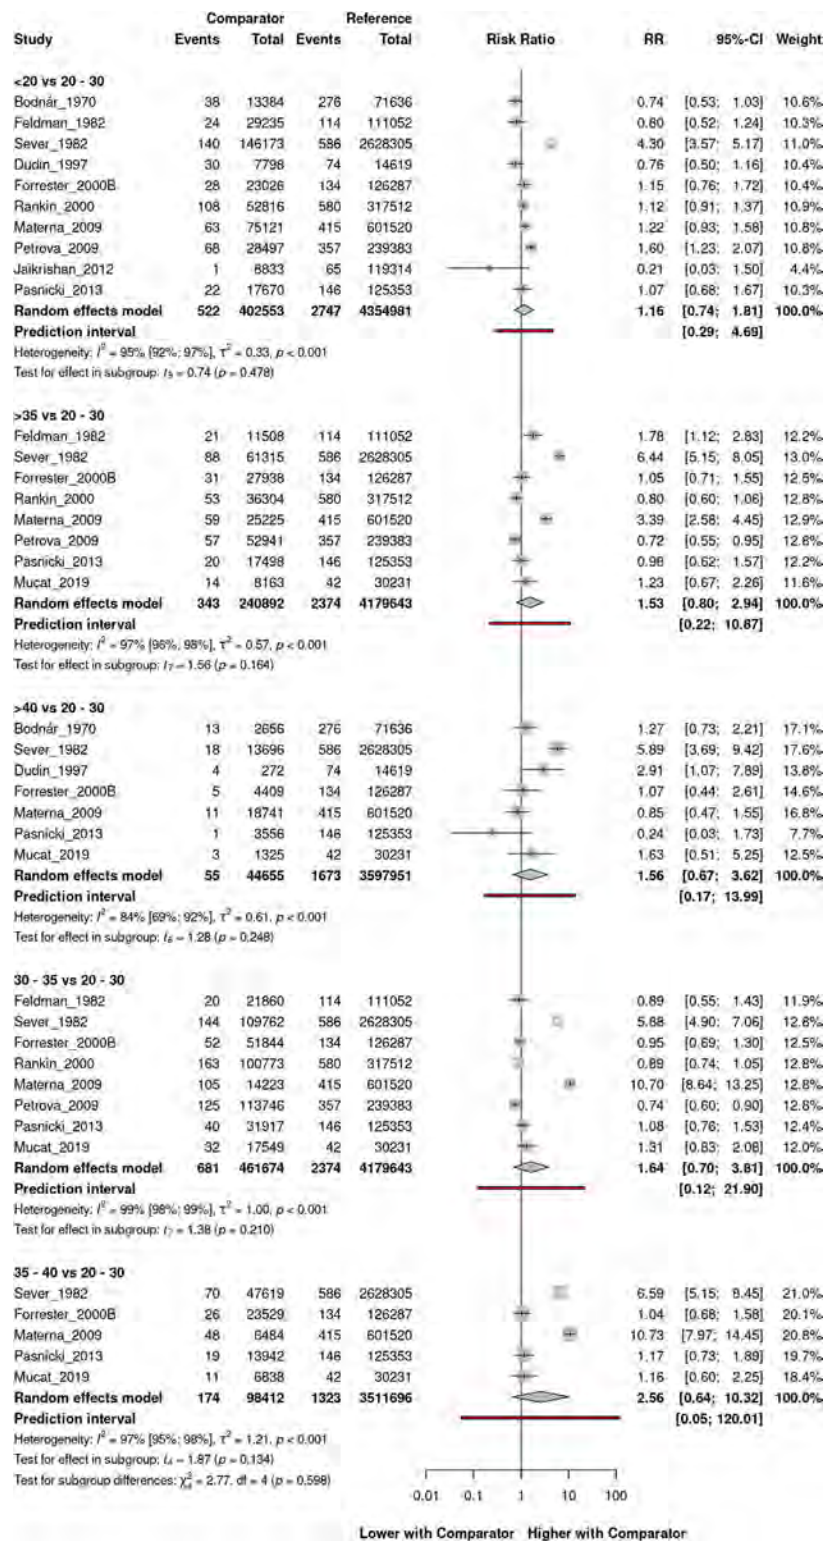 Comparator Reference
Study Events Total Events Total Risk Ratio RR 95%-CI Weight
<20 vs 20 - 30
Bodnár_1970 38 13384 276 71636 0.74 [0.53; 1.03] 10.6%
Feldman_1982 24 29235 114 111052 0.80 [0.52; 1.24] 10.3%
Sever_1982 140 146173 586 2628305 4.30 [3.57; 5.17] 11.0%
Dudin_1997 30 7798 74 14619 0.76 [0.50; 1.16] 10.4%
Forrester_2000B 28 23026 134 126287 1.15 [0.76; 1.72] 10.4%
Rankin_2000 108 52816 580 317512 1.12 [0.91; 1.37] 10.9%
Materna_2009 63 75121 415 601520 1.22 [0.93; 1.58] 10.8%
Petrova_2009 68 28497 357 239383 1.60 [1.23; 2.07] 10.8%
Jaikrishan_2012 1 8833 65 119314 0.21 [0.03; 1.50] 4.4%
Pasnicki_2013 22 17670 146 125353 1.07 [0.68; 1.67] 10.3%
Random effects model 522 402553 2747 4354981 1.16 [0.74; 1.81] 100.0%
Prediction interval [0.29; 4.69]
Heterogeneity: I² = 95% [92%; 97%], τ² = 0.33, p < 0.001
Test for effect in subgroup: t₉ = 0.74 (p = 0.478)
>35 vs 20 - 30
Feldman_1982 21 11508 114 111052 1.78 [1.12; 2.83] 12.2%
Sever_1982 88 61315 586 2628305 6.44 [5.15; 8.05] 13.0%
Forrester_2000B 31 27938 134 126287 1.05 [0.71; 1.55] 12.5%
Rankin_2000 53 36304 580 317512 0.80 [0.60; 1.06] 12.8%
Materna_2009 59 25225 415 601520 3.39 [2.58; 4.45] 12.9%
Petrova_2009 57 52941 357 239383 0.72 [0.55; 0.95] 12.8%
Pasnicki_2013 20 17498 146 125353 0.98 [0.62; 1.57] 12.2%
Mucat_2019 14 8163 42 30231 1.23 [0.67; 2.26] 11.6%
Random effects model 343 240892 2374 4179643 1.53 [0.80; 2.94] 100.0%
Prediction interval [0.22; 10.87]
Heterogeneity: I² = 97% [96%, 98%], τ² = 0.57, p < 0.001
Test for effect in subgroup: t₇ = 1.56 (p = 0.164)
>40 vs 20 - 30
Bodnár_1970 13 2656 276 71636 1.27 [0.73; 2.21] 17.1%
Sever_1982 18 13696 586 2628305 5.89 [3.69; 9.42] 17.6%
Dudin_1997 4 272 74 14619 2.91 [1.07; 7.89] 13.8%
Forrester_2000B 5 4409 134 126287 1.07 [0.44; 2.61] 14.6%
Materna_2009 11 18741 415 601520 0.85 [0.47; 1.55] 16.8%
Pasnicki_2013 1 3556 146 125353 0.24 [0.03; 1.73] 7.7%
Mucat_2019 3 1325 42 30231 1.63 [0.51; 5.25] 12.5%
Random effects model 55 44655 1673 3597951 1.56 [0.67; 3.62] 100.0%
Prediction interval [0.17; 13.99]
Heterogeneity: I² = 84% [69%; 92%], τ² = 0.61, p < 0.001
Test for effect in subgroup: t₆ = 1.28 (p = 0.248)
30 - 35 vs 20 - 30
Feldman_1982 20 21860 114 111052 0.89 [0.55; 1.43] 11.9%
Sever_1982 144 109762 586 2628305 5.88 [4.90; 7.06] 12.8%
Forrester_2000B 52 51844 134 126287 0.95 [0.69; 1.30] 12.5%
Rankin_2000 163 100773 580 317512 0.89 [0.74; 1.05] 12.8%
Materna_2009 105 14223 415 601520 10.70 [8.64; 13.25] 12.8%
Petrova_2009 125 113746 357 239383 0.74 [0.60; 0.90] 12.8%
Pasnicki_2013 40 31917 146 125353 1.08 [0.76; 1.53] 12.4%
Mucat_2019 32 17549 42 30231 1.31 [0.83; 2.08] 12.0%
Random effects model 681 461674 2374 4179643 1.64 [0.70; 3.81] 100.0%
Prediction interval [0.12; 21.90]
Heterogeneity: I² = 99% [98%; 99%], τ² = 1.00, p < 0.001
Test for effect in subgroup: t₇ = 1.38 (p = 0.210)
35 - 40 vs 20 - 30
Sever_1982 70 47619 586 2628305 6.59 [5.15; 8.45] 21.0%
Forrester_2000B 26 23529 134 126287 1.04 [0.68; 1.58] 20.1%
Materna_2009 48 6484 415 601520 10.73 [7.97; 14.45] 20.8%
Pasnicki_2013 19 13942 146 125353 1.17 [0.73; 1.89] 19.7%
Mucat_2019 11 6838 42 30231 1.16 [0.60; 2.25] 18.4%
Random effects model 174 98412 1323 3511696 2.56 [0.64; 10.32] 100.0%
Prediction interval [0.05; 120.01]
Heterogeneity: I² = 97% [95%; 98%], τ² = 1.21, p < 0.001
Test for effect in subgroup: t₄ = 1.87 (p = 0.134)
Test for subgroup differences: χ²₄ = 2.77, df = 4 (p = 0.598)
0.01 0.1 1 10 100
Lower with Comparator Higher with Comparator